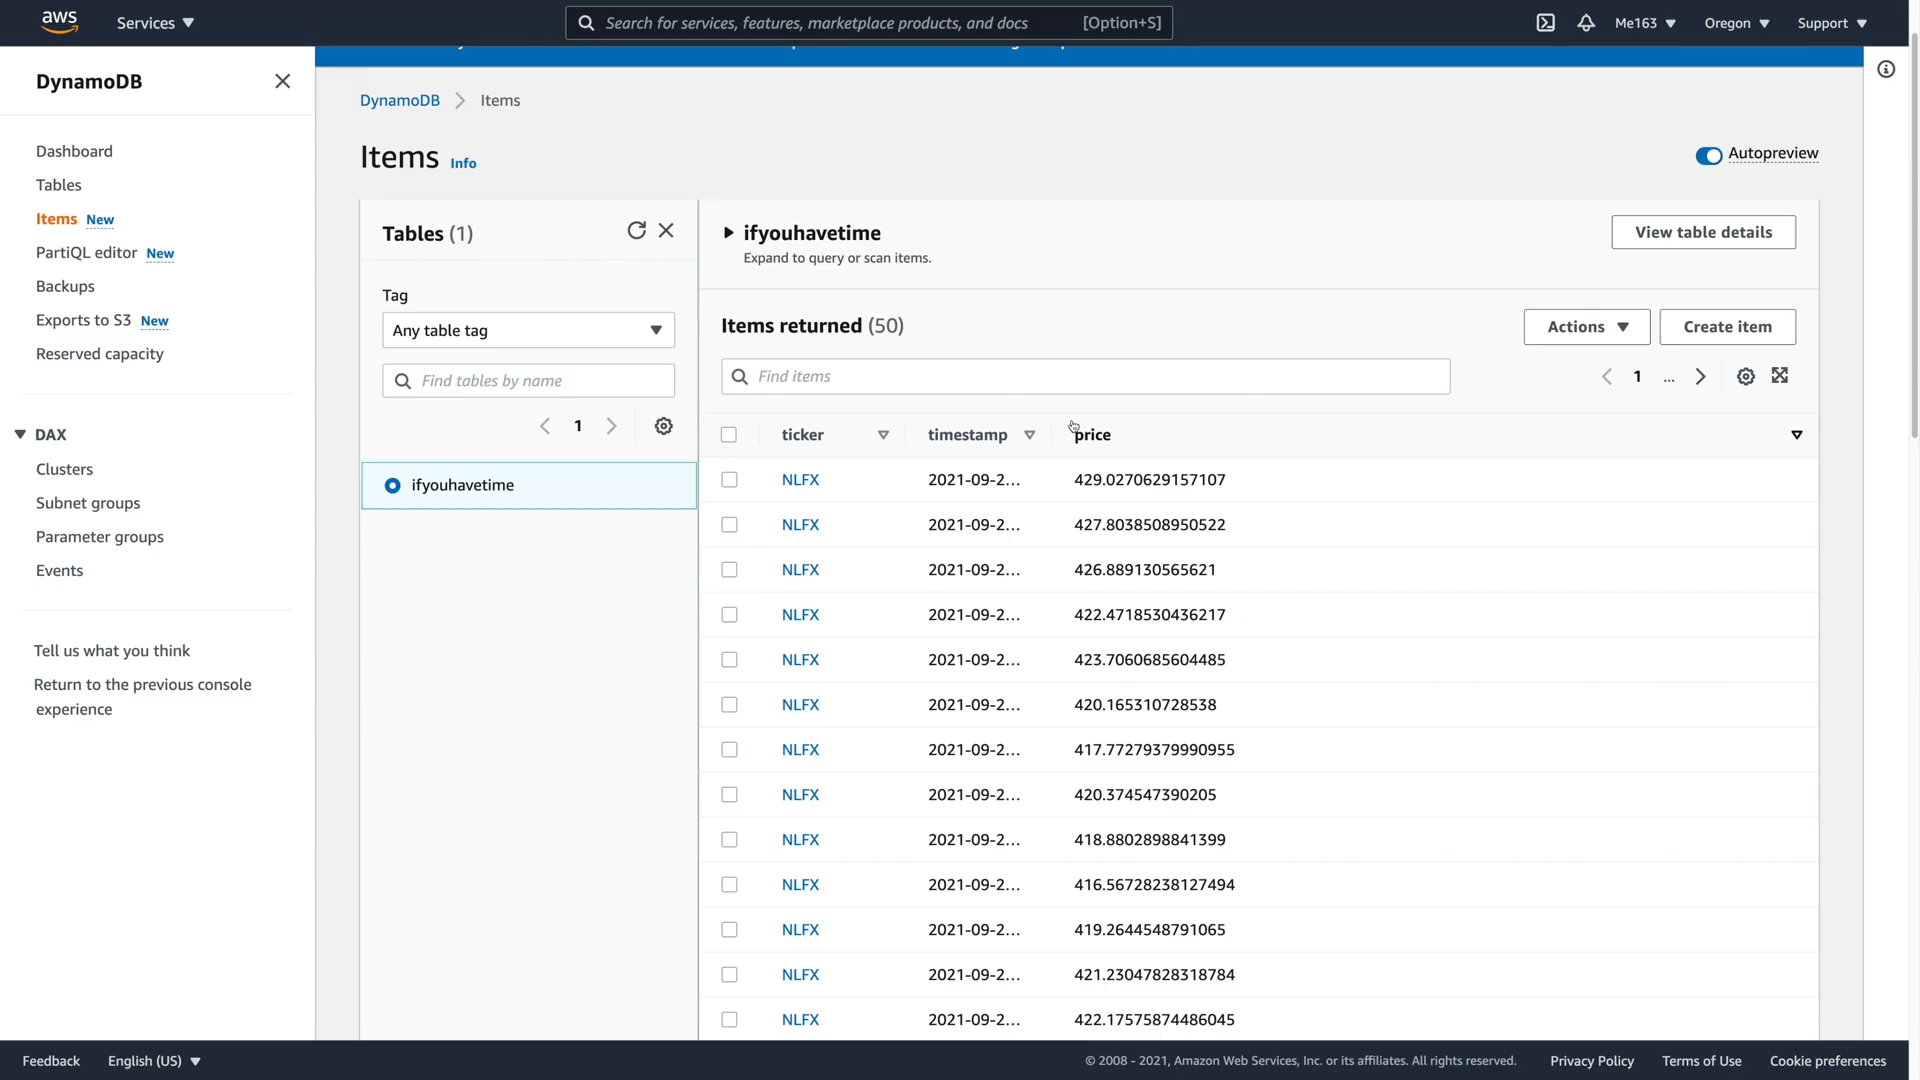 aws
Services
Search for services, features, marketplace products, and docs [Option+S]
Me163
Oregon
Support
DynamoDB
Dashboard
Tables
Items New
PartiQL editor New
Backups
Exports to S3 New
Reserved capacity
DAX
Clusters
Subnet groups
Parameter groups
Events
Tell us what you think
Return to the previous console
experience
DynamoDB > Items
Items Info
Autopreview
Tables (1)
Tag
Any table tag
Find tables by name
1
ifyouhavetime
ifyouhavetime
Expand to query or scan items.
View table details
Items returned (50)
Actions
Create item
Find items
1 ...
ticker timestamp price
NLFX 2021-09-2... 429.0270629157107
NLFX 2021-09-2... 427.8038508950522
NLFX 2021-09-2... 426.889130565621
NLFX 2021-09-2... 422.4718530436217
NLFX 2021-09-2... 423.7060685604485
NLFX 2021-09-2... 420.165310728538
NLFX 2021-09-2... 417.77279379990955
NLFX 2021-09-2... 420.374547390205
NLFX 2021-09-2... 418.8802898841399
NLFX 2021-09-2... 416.56728238127494
NLFX 2021-09-2... 419.2644548791065
NLFX 2021-09-2... 421.23047828318784
NLFX 2021-09-2... 422.17575874486045
Feedback
English (US)
© 2008 - 2021, Amazon Web Services, Inc. or its affiliates. All rights reserved.
Privacy Policy
Terms of Use
Cookie preferences